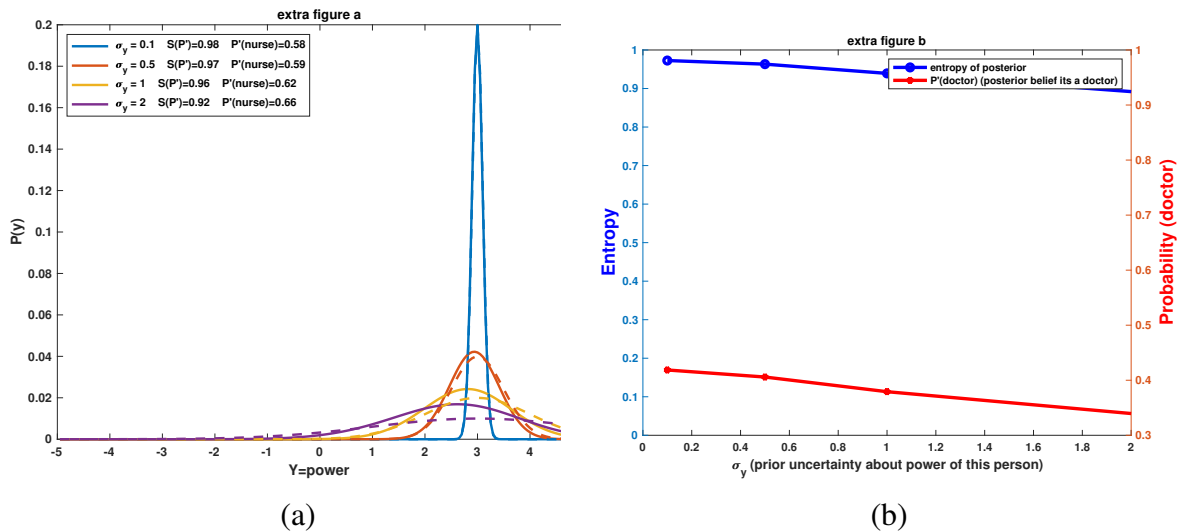 extra figure a
σy = 0.1 S(P')=0.98 P'(nurse)=0.58
σy = 0.5 S(P')=0.97 P'(nurse)=0.59
σy = 1 S(P')=0.96 P'(nurse)=0.62
σy = 2 S(P')=0.92 P'(nurse)=0.66
0.2
0.18
0.16
0.14
0.12
0.1
0.08
0.06
0.04
0.02
0
P(y)
-5 -4 -3 -2 -1 0 1 2 3 4
Y=power
(a)
extra figure b
entropy of posterior
P'(doctor) (posterior belief its a doctor)
1
0.9
0.8
0.7
0.6
0.5
0.4
0.3
0.2
0.1
0
Entropy
1
0.9
0.8
0.7
0.6
0.5
0.4
0.3
Probability (doctor)
0 0.2 0.4 0.6 0.8 1.0 1.2 1.4 1.6 1.8 2
σy (prior uncertainty about power of this person)
(b)